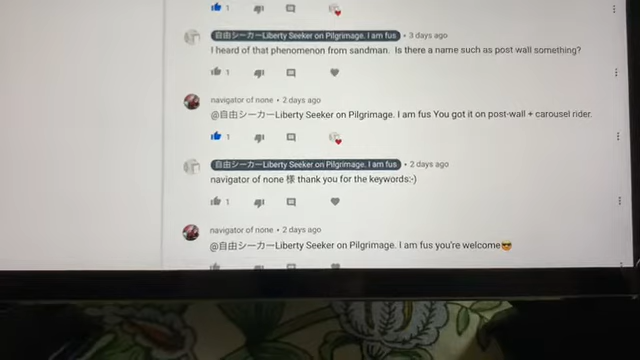 自由シーカーLiberty Seeker on Pilgrimage. I am fus • 3 days ago
I heard of that phenomenon from sandman. Is there a name such as post wall something?
1
navigator of none • 2 days ago
@自由シーカーLiberty Seeker on Pilgrimage. I am fus You got it on post-wall + carousel rider.
1
自由シーカーLiberty Seeker on Pilgrimage. I am fus • 2 days ago
navigator of none 様 thank you for the keywords:-)
1
navigator of none • 2 days ago
@自由シーカーLiberty Seeker on Pilgrimage. I am fus you're welcome😎